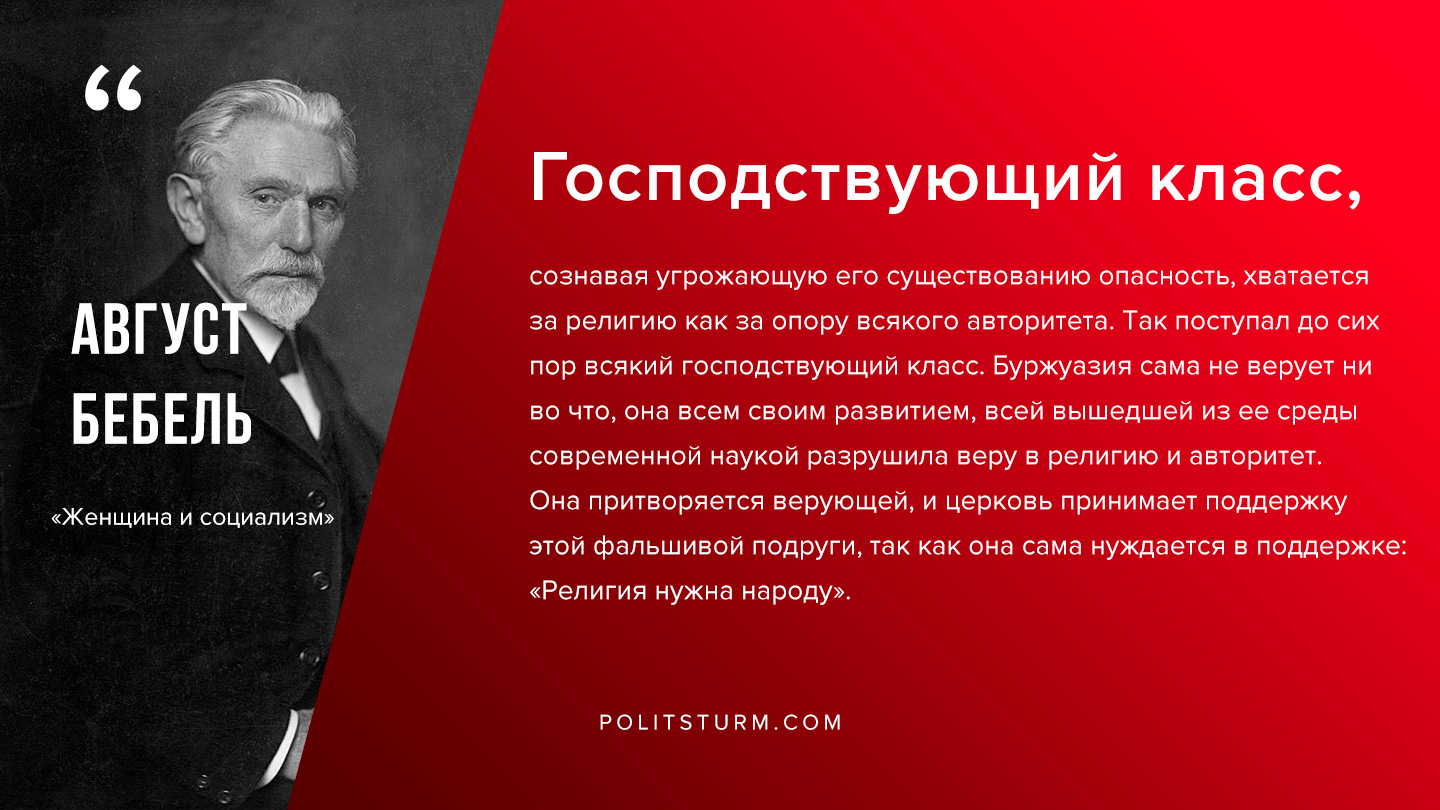 “
АВГУСТ
БЕБЕЛЬ
«Женщина и социализм»
Господствующий класс,
сознавая угрожающую его существованию опасность, хватается
за религию как за опору всякого авторитета. Так поступал до сих
пор всякий господствующий класс. Буржуазия сама не верует ни
во что, она всем своим развитием, всей вышедшей из ее среды
современной наукой разрушила веру в религию и авторитет.
Она притворяется верующей, и церковь принимает поддержку
этой фальшивой подруги, так как она сама нуждается в поддержке:
«Религия нужна народу».
POLITSTURM.COM